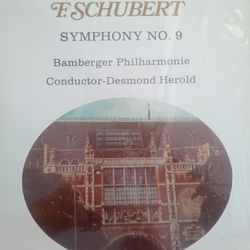 F. SCHUBERT
SYMPHONY NO. 9
Bamberger Philharmonie
Conductor-Desmond Herold